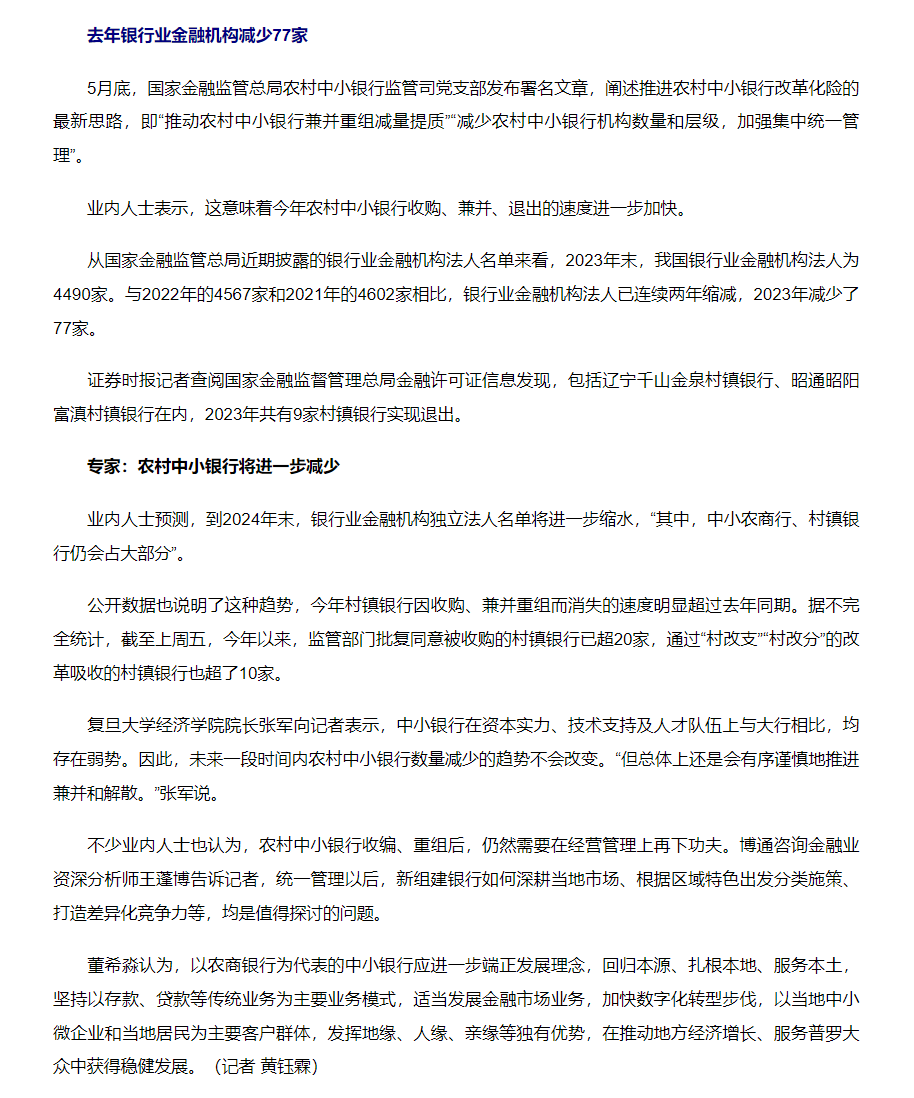 去年银行业金融机构减少77家
5月底，国家金融监管总局农村中小银行监管司党支部发布署名文章，阐述推进农村中小银行改革化险的
最新思路，即“推动农村中小银行兼并重组减量提质”“减少农村中小银行机构数量和层级，加强集中统一管
理”。
业内人士表示，这意味着今年农村中小银行收购、兼并、退出的速度进一步加快。
从国家金融监管总局近期披露的银行业金融机构法人名单来看，2023年末，我国银行业金融机构法人为
4490家。与2022年的4567家和2021年的4602家相比，银行业金融机构法人已连续两年缩减，2023年减少了
77家。
证券时报记者查阅国家金融监督管理总局金融许可证信息发现，包括辽宁千山金泉村镇银行、昭通昭阳
富滇村镇银行在内，2023年共有9家村镇银行实现退出。
专家：农村中小银行将进一步减少
业内人士预测，到2024年末，银行业金融机构独立法人名单将进一步缩水，“其中，中小农商行、村镇银
行仍会占大部分”。
公开数据也说明了这种趋势，今年村镇银行因收购、兼并重组而消失的速度明显超过去年同期。据不完
全统计，截至上周五，今年以来，监管部门批复同意被收购的村镇银行已超20家，通过“村改支”“村改分”的改
革吸收的村镇银行也超了10家。
复旦大学经济学院院长张军向记者表示，中小银行在资本实力、技术支持及人才队伍上与大行相比，均
存在弱势。因此，未来一段时间内农村中小银行数量减少的趋势不会改变。“但总体上还是会有序谨慎地推进
兼并和解散。”张军说。
不少业内人士也认为，农村中小银行收编、重组后，仍然需要在经营管理上再下功夫。博通咨询金融业
资深分析师王蓬博告诉记者，统一管理以后，新组建银行如何深耕当地市场、根据区域特色出发分类施策、
打造差异化竞争力等，均是值得探讨的问题。
董希淼认为，以农商银行为代表的中小银行应进一步端正发展理念，回归本源、扎根本地、服务本土，
坚持以存款、贷款等传统业务为主要业务模式，适当发展金融市场业务，加快数字化转型步伐，以当地中小
微企业和当地居民为主要客户群体，发挥地缘、人缘、亲缘等独有优势，在推动地方经济增长、服务普罗大
众中获得稳健发展。（记者 黄钰霖）